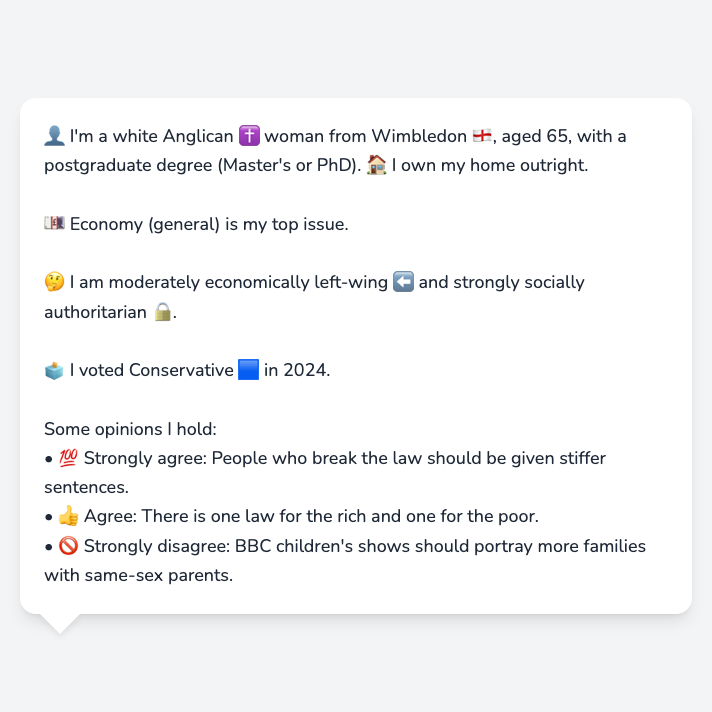 👤 I'm a white Anglican ✝️ woman from Wimbledon 🏴󠁧󠁢󠁥󠁮󠁧󠁿, aged 65, with a
postgraduate degree (Master's or PhD). 🏠 I own my home outright.
💷 Economy (general) is my top issue.
🤔 I am moderately economically left-wing ⬅️ and strongly socially
authoritarian 🔒.
🗳️ I voted Conservative 🟦 in 2024.
Some opinions I hold:
• 💯 Strongly agree: People who break the law should be given stiffer
sentences.
• 👍 Agree: There is one law for the rich and one for the poor.
• 🚫 Strongly disagree: BBC children's shows should portray more families
with same-sex parents.